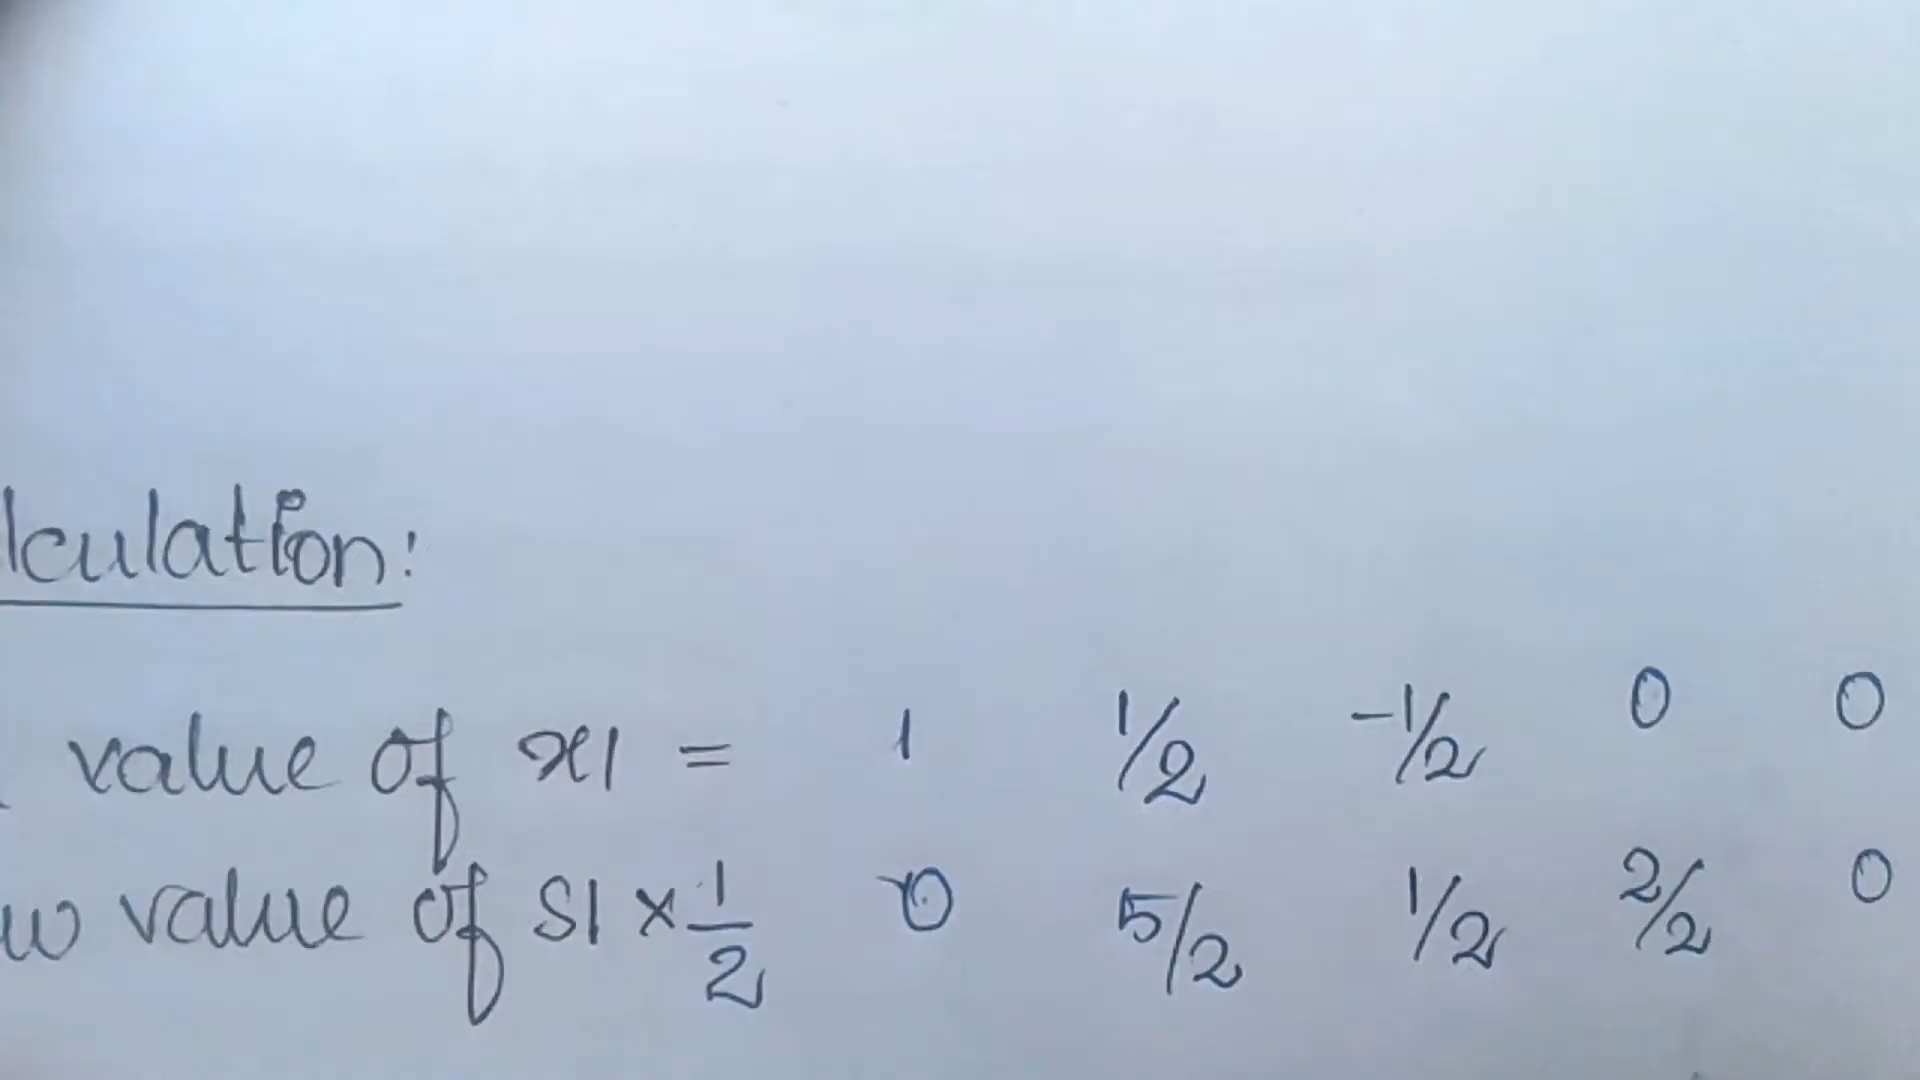 lculation:
value of x1 = 1 1/2 -1/2 0 0
w value of S1 × 1/2 0 5/2 1/2 2/2 0